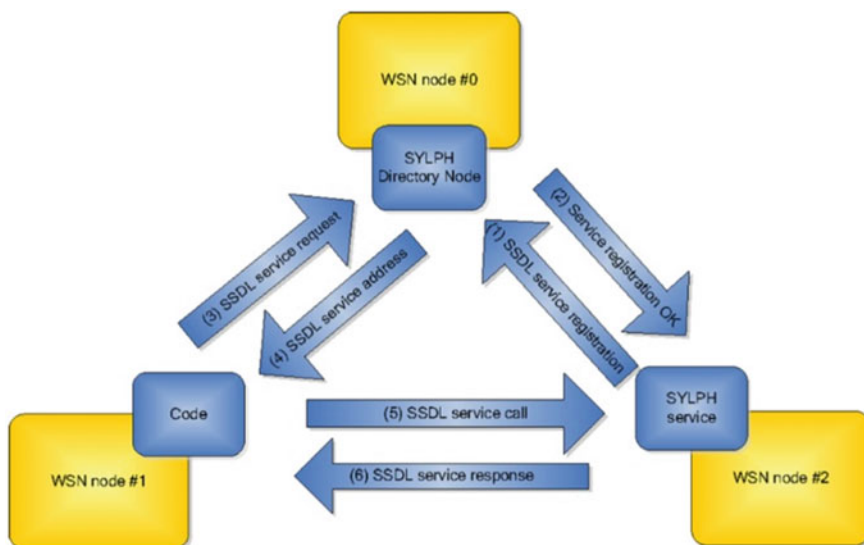 WSN node #0
SYLPH
Directory Node
(1) SSDL service registration
(2) Service registration OK
(3) SSDL service request
(4) SSDL service address
Code
(5) SSDL service call
SYLPH
service
WSN node #1
(6) SSDL service response
WSN node #2